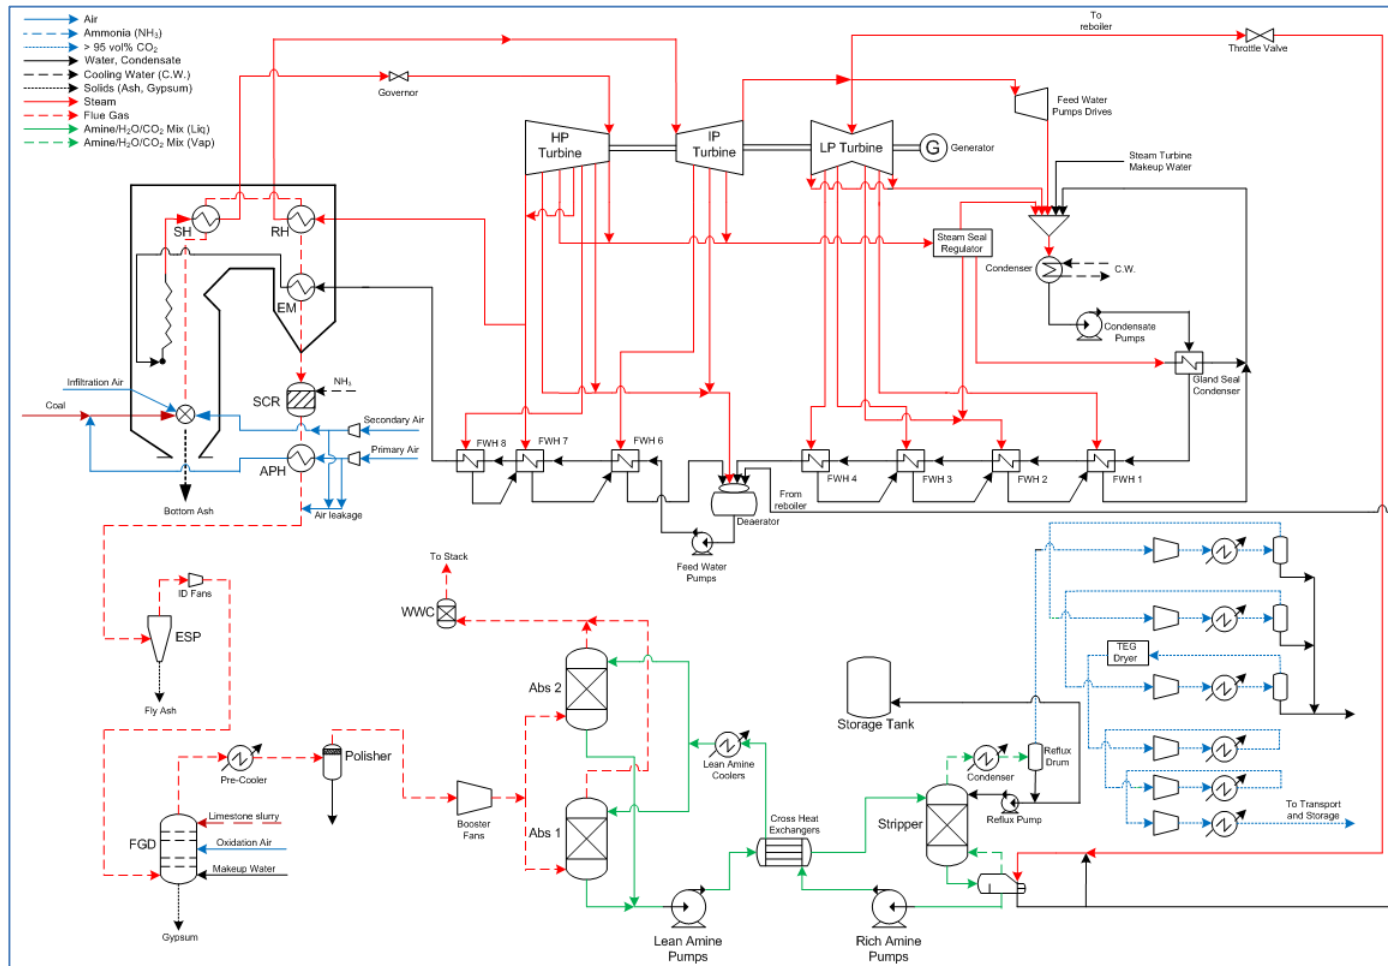 Air
Ammonia (NH₃)
> 95 vol% CO₂
Water, Condensate
Cooling Water (C.W.)
Solids (Ash, Gypsum)
Steam
Flue Gas
Amine/H₂O/CO₂ Mix (Liq)
Amine/H₂O/CO₂ Mix (Vap)
Governor
To
reboiler
Throttle Valve
Feed Water
Pumps Drives
HP
Turbine
IP
Turbine
LP Turbine
G
Generator
Steam Turbine
Makeup Water
SH
RH
EM
Steam Seal
Regulator
Condenser
C.W.
Condensate
Pumps
Gland Seal
Condenser
Infiltration Air
Coal
SCR
NH₃
Secondary Air
Primary Air
APH
Air leakage
Bottom Ash
FWH 8
FWH 7
FWH 6
FWH 4
FWH 3
FWH 2
FWH 1
From
reboiler
Deaerator
Feed Water
Pumps
To Stack
WWC
ID Fans
ESP
Fly Ash
Abs 2
Abs 1
Storage Tank
TEG
Dryer
Pre-Cooler
Polisher
Booster
Fans
Lean Amine
Coolers
Condenser
Reflux
Drum
Reflux Pump
Cross Heat
Exchangers
Stripper
To Transport
and Storage
FGD
Limestone slurry
Oxidation Air
Makeup Water
Gypsum
Lean Amine
Pumps
Rich Amine
Pumps